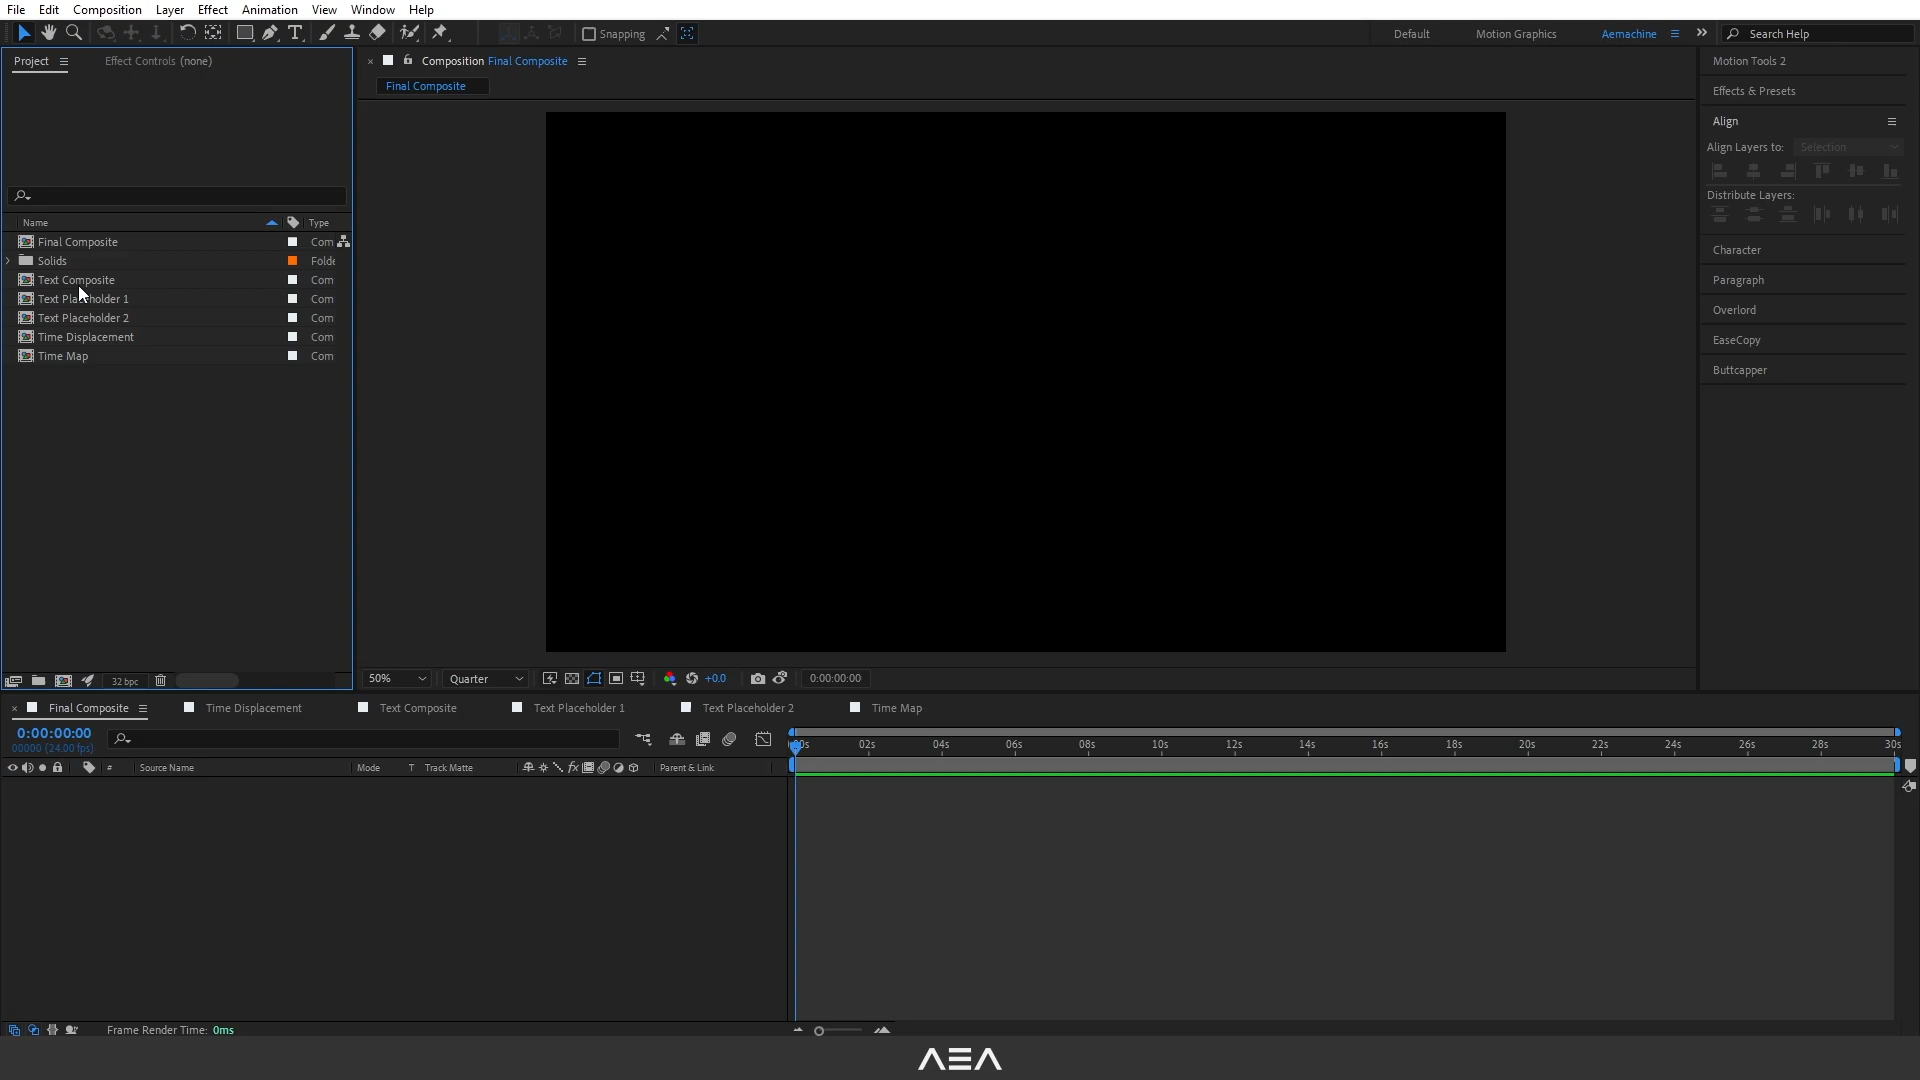 File Edit Composition Layer Effect Animation View Window Help
Snapping Default Motion Graphics Aemachine Search Help
Project Effect Controls (none)
Composition Final Composite
Final Composite
Name Type
Final Composite Com
Solids Folde
Text Composite Com
Text Placeholder 1 Com
Text Placeholder 2 Com
Time Displacement Com
Time Map Com
32 bpc
50% Quarter +0.0 0:00:00:00
Motion Tools 2
Effects & Presets
Align
Align Layers to: Selection
Distribute Layers:
Character
Paragraph
Overlord
EaseCopy
Buttcapper
Final Composite Time Displacement Text Composite Text Placeholder 1 Text Placeholder 2 Time Map
0:00:00:00
00000 (24.00 fps)
02s 04s 06s 08s 10s 12s 14s 16s 18s 20s 22s 24s 26s 28s 30s
# Source Name Mode T Track Matte fx Parent & Link
Frame Render Time: 0ms